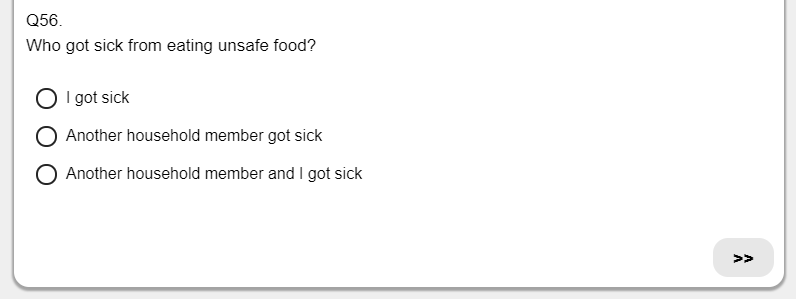 Q56.
Who got sick from eating unsafe food?
I got sick
Another household member got sick
Another household member and I got sick
>>